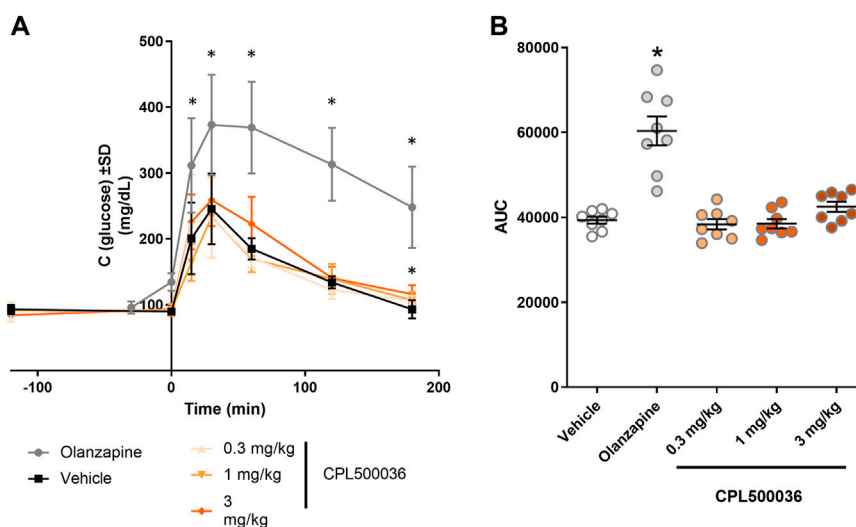 A
C (glucose) ±SD
(mg/dL)
500
400
300
200
100
-100
0
100
200
Time (min)
*
*
*
*
*
*
Olanzapine
Vehicle
0.3 mg/kg
1 mg/kg
3
mg/kg
CPL500036
B
AUC
80000
60000
40000
20000
0
*
Vehicle
Olanzapine
0.3 mg/kg
1 mg/kg
3 mg/kg
CPL500036